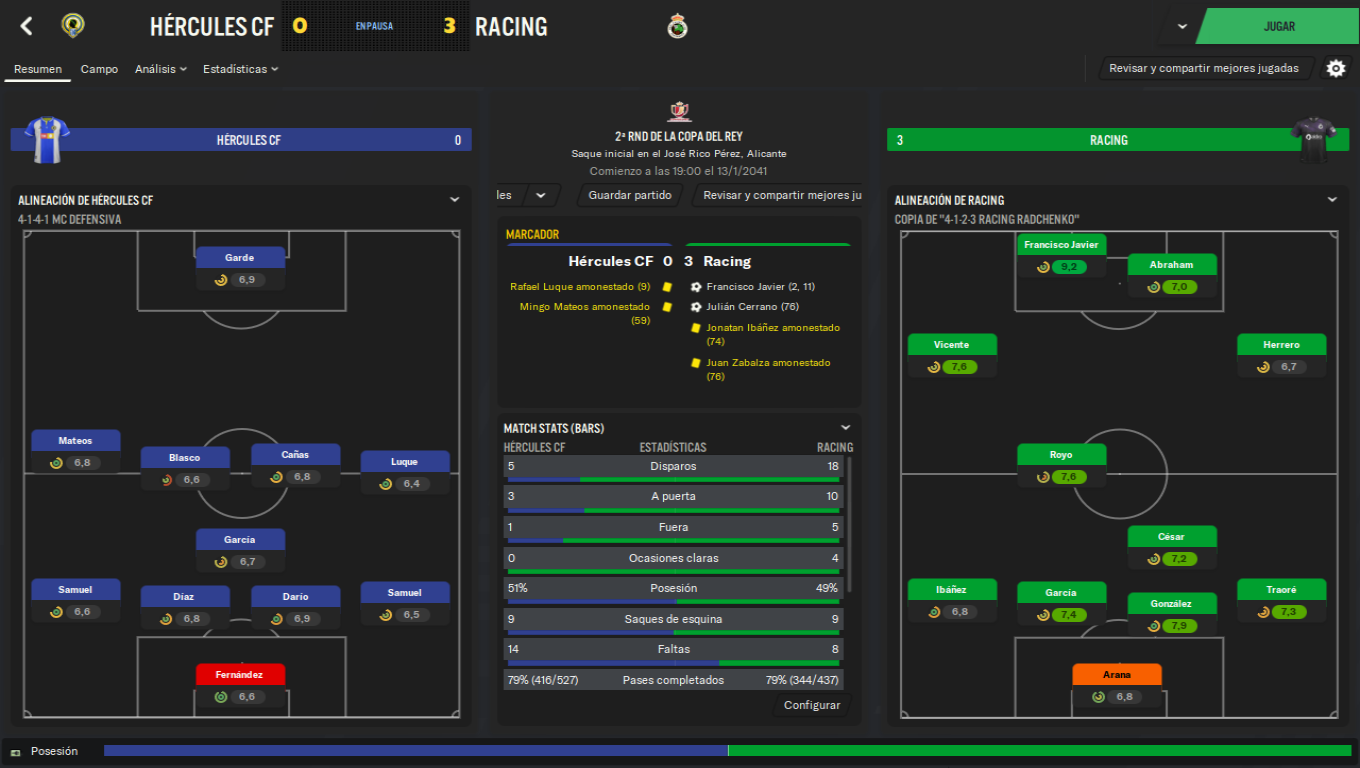 HÉRCULES CF 0 EN PAUSA 3 RACING
JUGAR
Resumen Campo Análisis Estadísticas
Revisar y compartir mejores jugadas
HÉRCULES CF 0
ALINEACIÓN DE HÉRCULES CF
4-1-4-1 MC DEFENSIVA
Garde
6,9
Mateos
6,8
Blasco
6,6
Cañas
6,8
Luque
6,4
García
6,7
Samuel
6,6
Díaz
6,8
Darío
6,9
Samuel
6,5
Fernández
6,6
2ª RND DE LA COPA DEL REY
Saque inicial en el José Rico Pérez, Alicante
Comienzo a las 19:00 el 13/1/2041
les Guardar partido Revisar y compartir mejores ju
MARCADOR
Hércules CF 0 3 Racing
Rafael Luque amonestado (9)
Mingo Mateos amonestado
(59)
Francisco Javier (2, 11)
Julián Cerrano (76)
Jonatan Ibáñez amonestado
(74)
Juan Zabalza amonestado
(76)
MATCH STATS (BARS)
HÉRCULES CF ESTADÍSTICAS RACING
5 Disparos 18
3 A puerta 10
1 Fuera 5
0 Ocasiones claras 4
51% Posesión 49%
9 Saques de esquina 9
14 Faltas 8
79% (416/527) Pases completados 79% (344/437)
Configurar
3 RACING
ALINEACIÓN DE RACING
COPIA DE "4-1-2-3 RACING RADCHENKO"
Francisco Javier
9,2
Abraham
7,0
Vicente
7,6
Herrero
6,7
Royo
7,6
César
7,2
Ibáñez
6,8
García
7,4
González
7,9
Traoré
7,3
Arana
6,8
Posesión